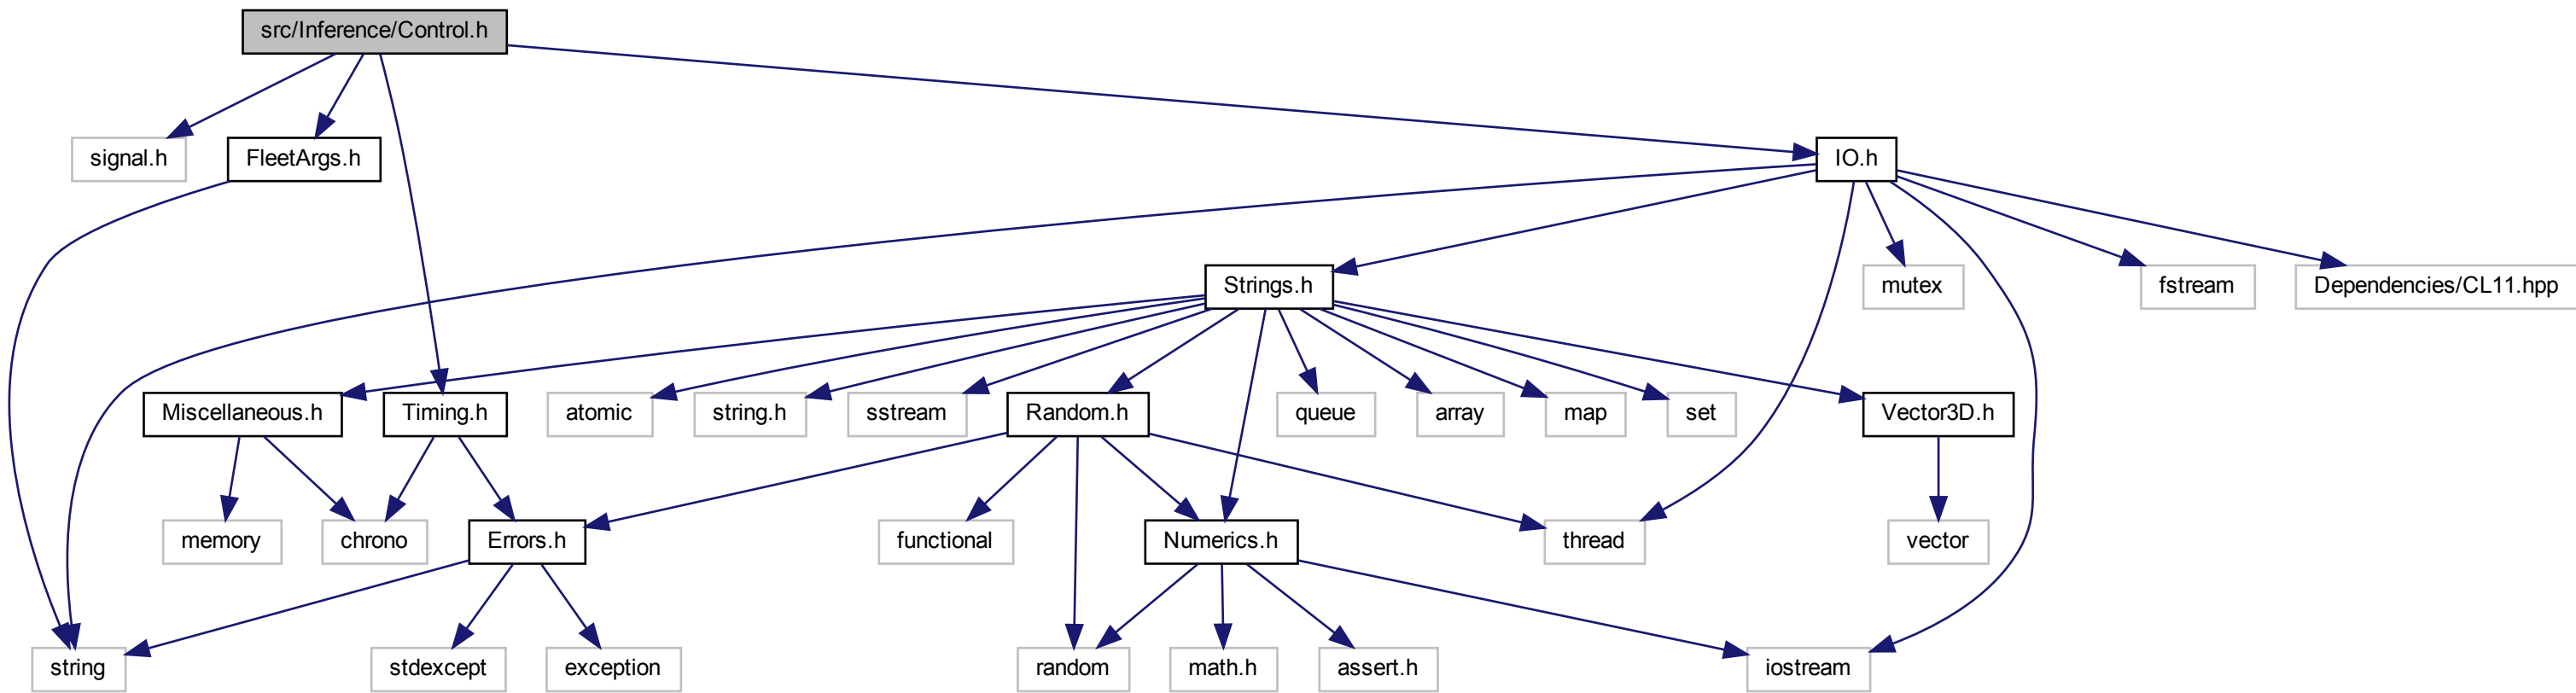 src/Inference/Control.h
signal.h
FleetArgs.h
IO.h
Strings.h
mutex
fstream
Dependencies/CL11.hpp
Miscellaneous.h
Timing.h
atomic
string.h
sstream
Random.h
queue
array
map
set
Vector3D.h
memory
chrono
Errors.h
functional
Numerics.h
thread
vector
string
stdexcept
exception
random
math.h
assert.h
iostream